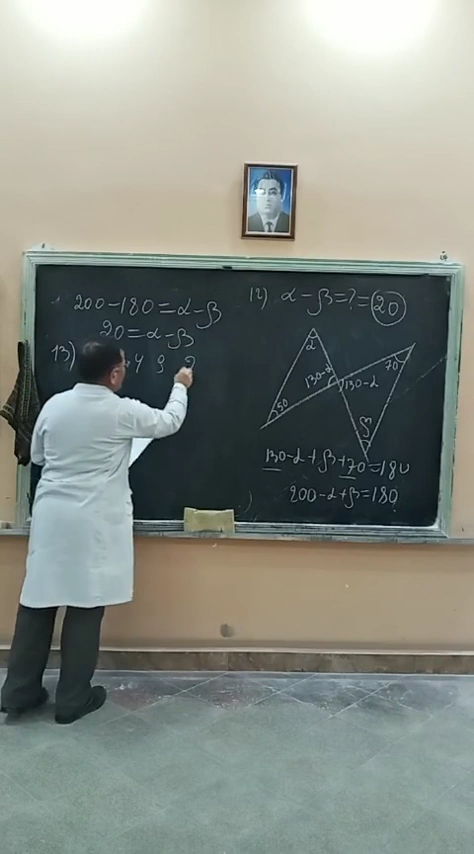 200-180=α-β
20=α-β
13)
12) α-β=?=20
α
50
130-α
130-α
70
β
130-α+β+70=180
200-α+β=180